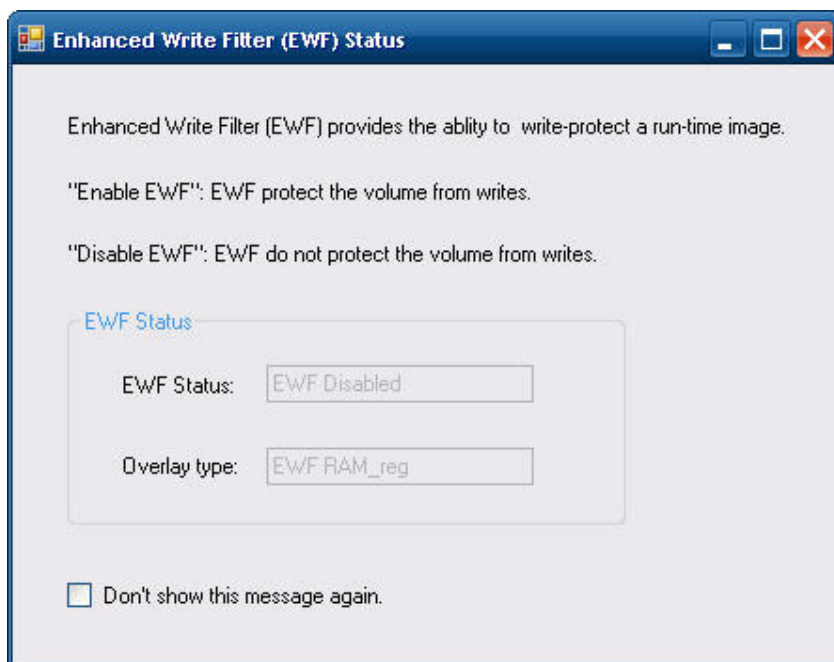 Enhanced Write Filter (EWF) Status
Enhanced Write Filter (EWF) provides the ablity to  write-protect a run-time image.
"Enable EWF": EWF protect the volume from writes.
"Disable EWF": EWF do not protect the volume from writes.
EWF Status
EWF Status: EWF Disabled
Overlay type: EWF RAM_reg
Don't show this message again.